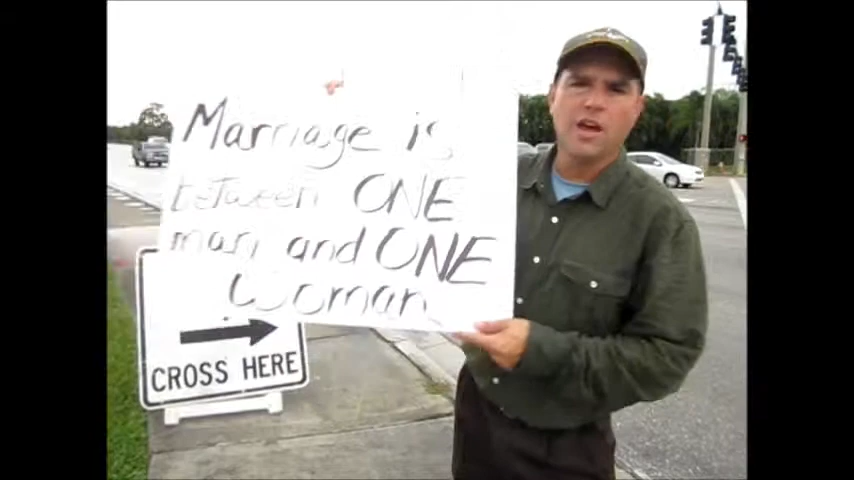 Marriage is
between ONE
man and ONE
Woman
CROSS HERE